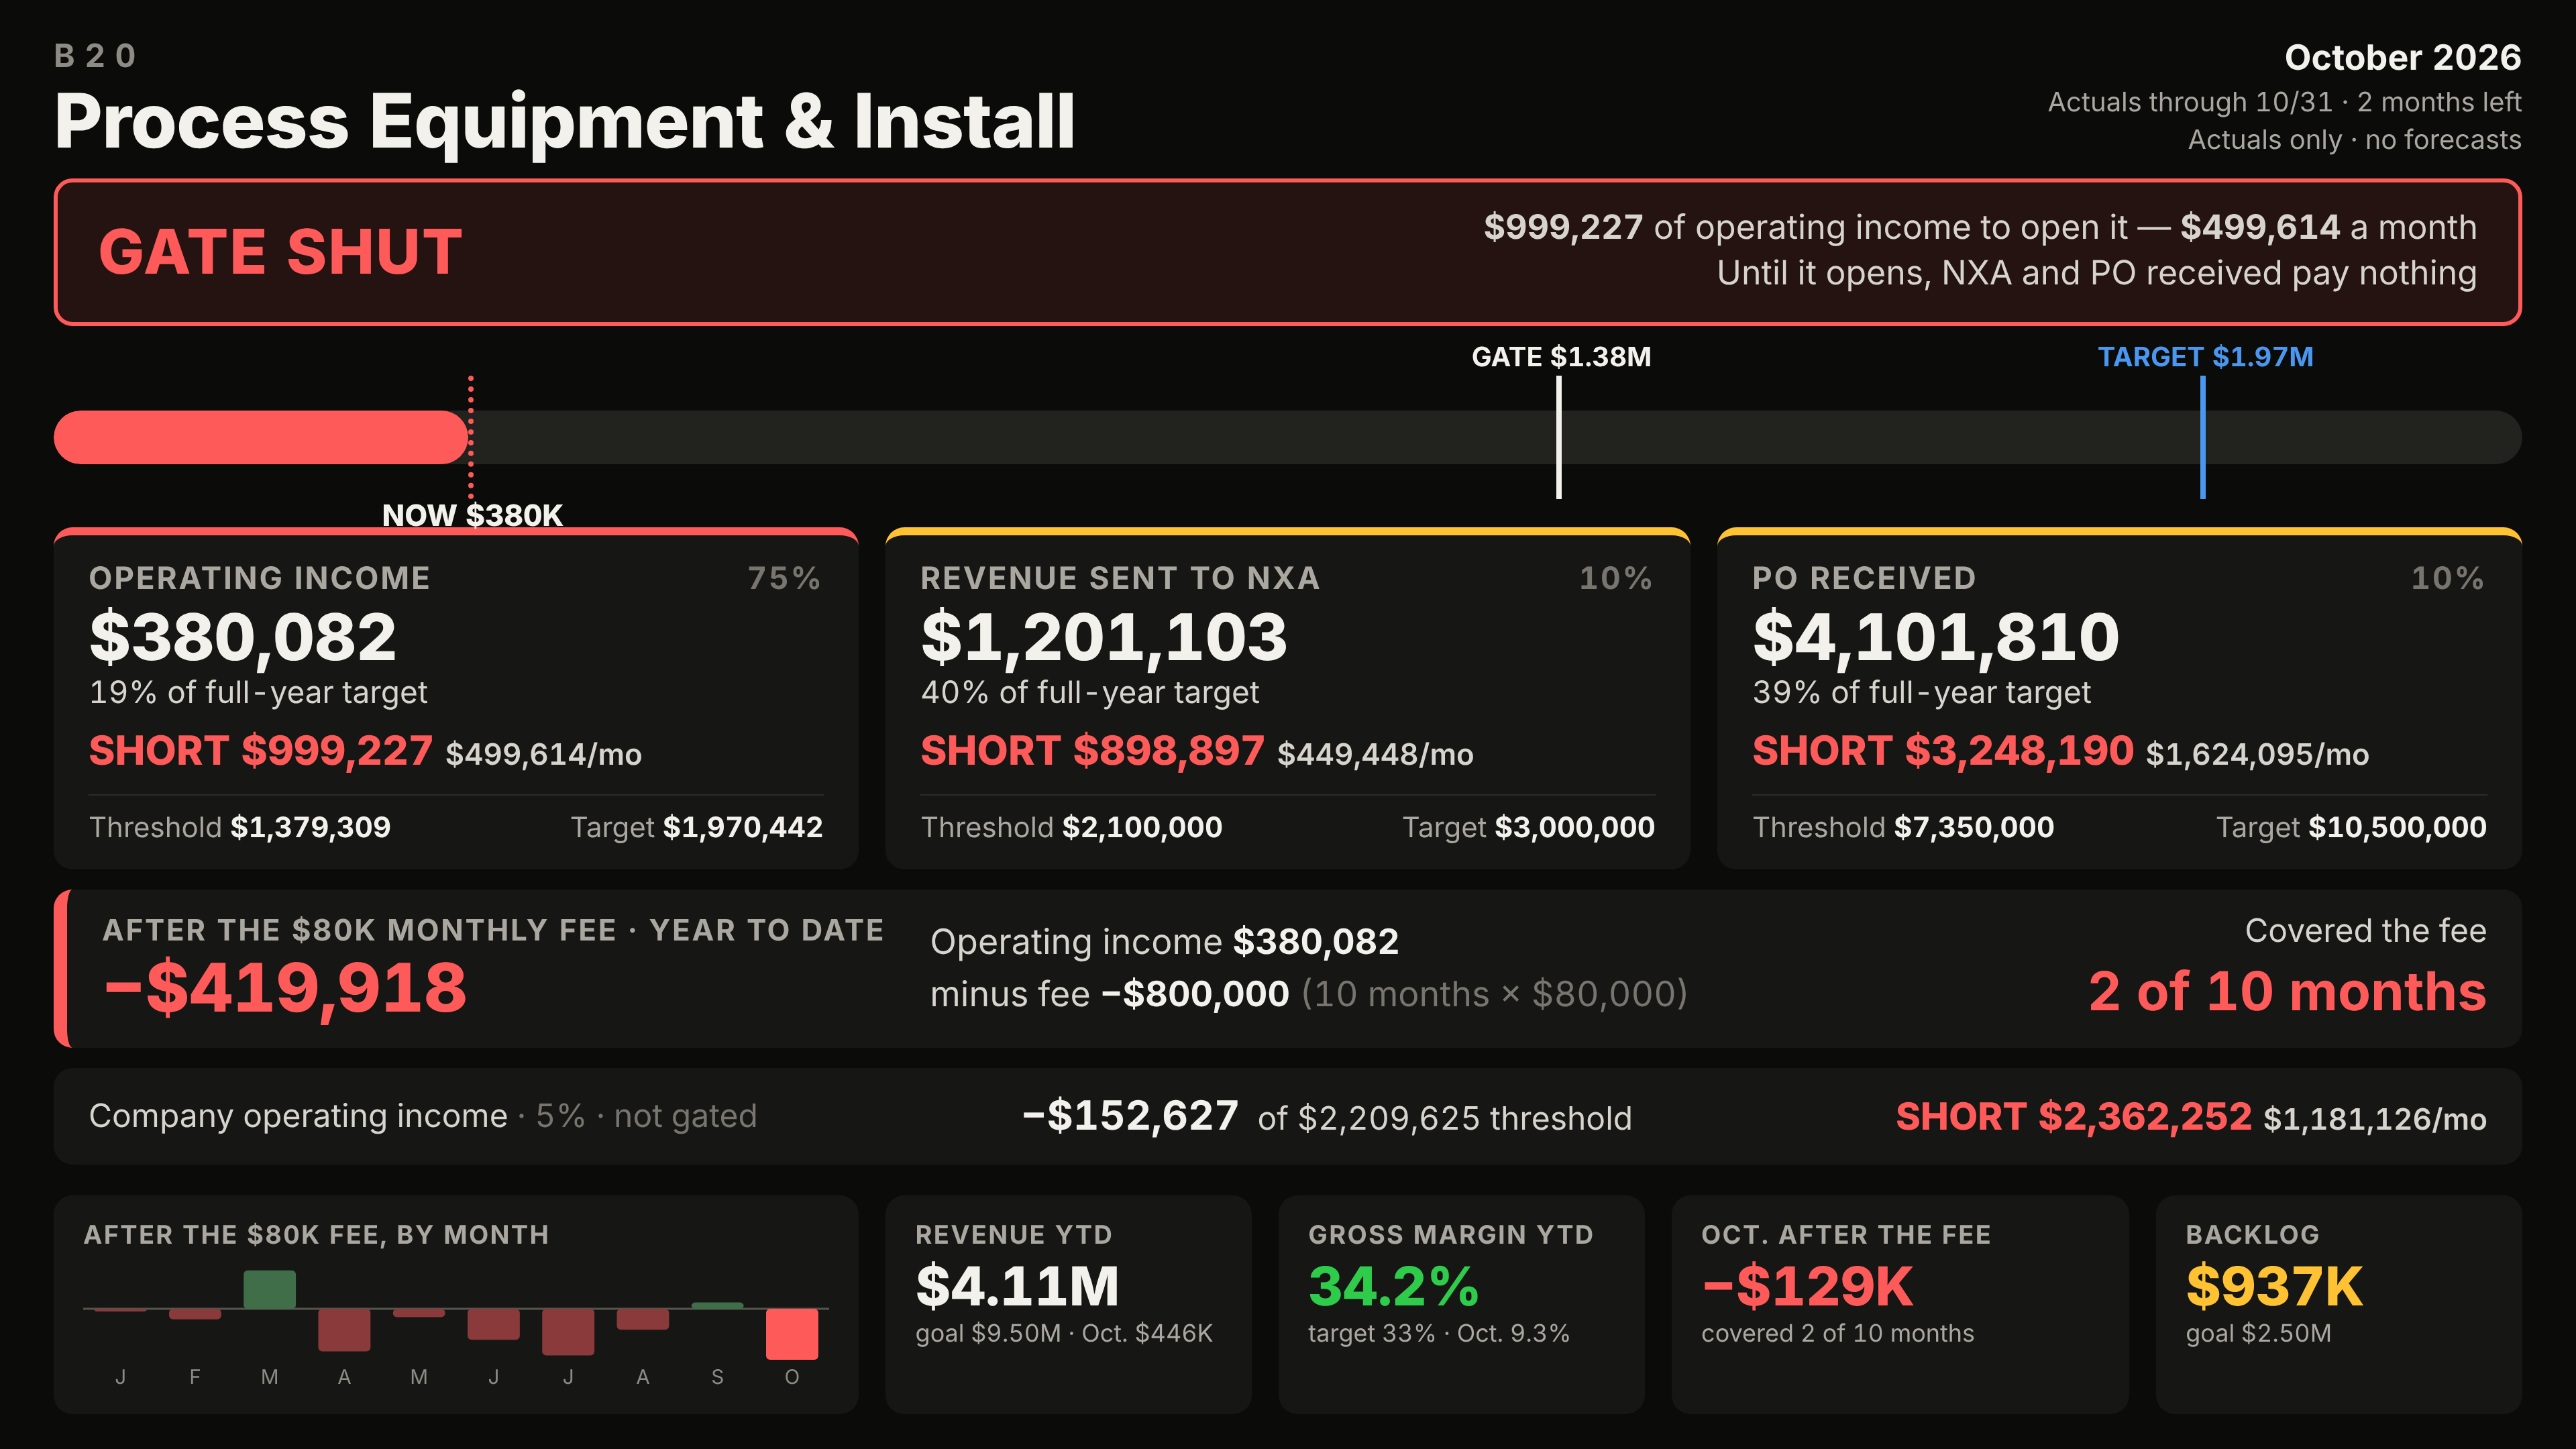 B20
Process Equipment & Install
October 2026
Actuals through 10/31 · 2 months left
Actuals only · no forecasts
GATE SHUT
$999,227 of operating income to open it — $499,614 a month
Until it opens, NXA and PO received pay nothing
GATE $1.38M
TARGET $1.97M
NOW $380K
OPERATING INCOME 75%
$380,082
19% of full-year target
SHORT $999,227 $499,614/mo
Threshold $1,379,309 Target $1,970,442
REVENUE SENT TO NXA 10%
$1,201,103
40% of full-year target
SHORT $898,897 $449,448/mo
Threshold $2,100,000 Target $3,000,000
PO RECEIVED 10%
$4,101,810
39% of full-year target
SHORT $3,248,190 $1,624,095/mo
Threshold $7,350,000 Target $10,500,000
AFTER THE $80K MONTHLY FEE · YEAR TO DATE
−$419,918
Operating income $380,082
minus fee −$800,000 (10 months × $80,000)
Covered the fee
2 of 10 months
Company operating income · 5% · not gated
−$152,627 of $2,209,625 threshold
SHORT $2,362,252 $1,181,126/mo
AFTER THE $80K FEE, BY MONTH
J F M A M J J A S O
REVENUE YTD
$4.11M
goal $9.50M · Oct. $446K
GROSS MARGIN YTD
34.2%
target 33% · Oct. 9.3%
OCT. AFTER THE FEE
−$129K
covered 2 of 10 months
BACKLOG
$937K
goal $2.50M